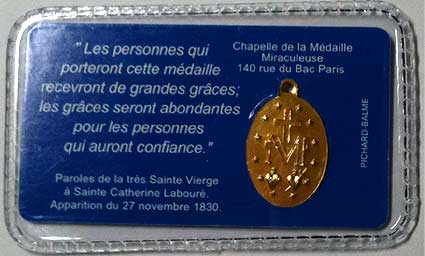 " Les personnes qui
porteront cette médaille
recevront de grandes grâces;
les grâces seront abondantes
pour les personnes
qui auront confiance."
Paroles de la très Sainte Vierge
à Sainte Catherine Labouré.
Apparition du 27 novembre 1830.
Chapelle de la Médaille
Miraculeuse
140 rue du Bac Paris
M
PICHARD-BALME